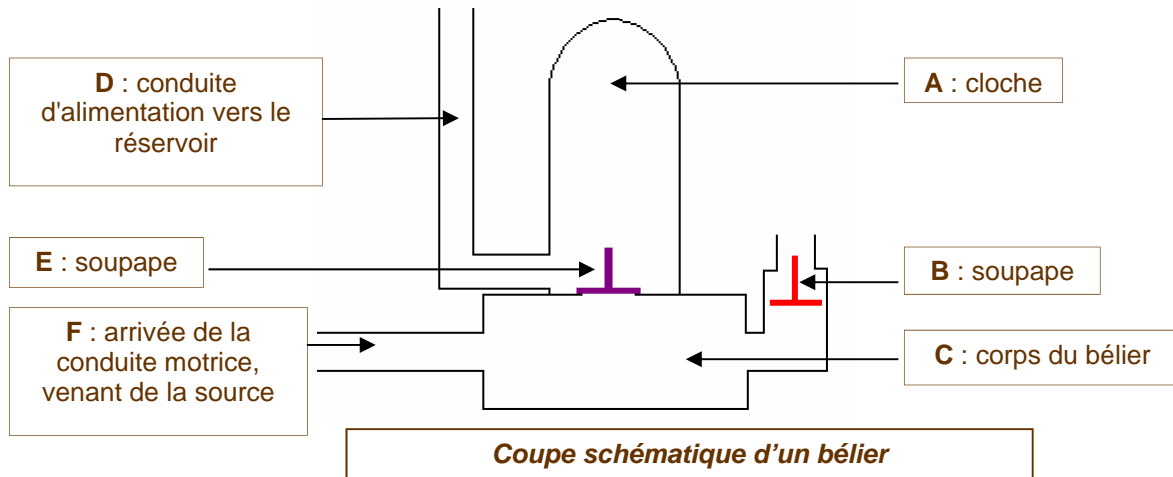 D : conduite
d'alimentation vers le
réservoir
A : cloche
E : soupape
B : soupape
F : arrivée de la
conduite motrice,
venant de la source
C : corps du bélier
Coupe schématique d'un bélier